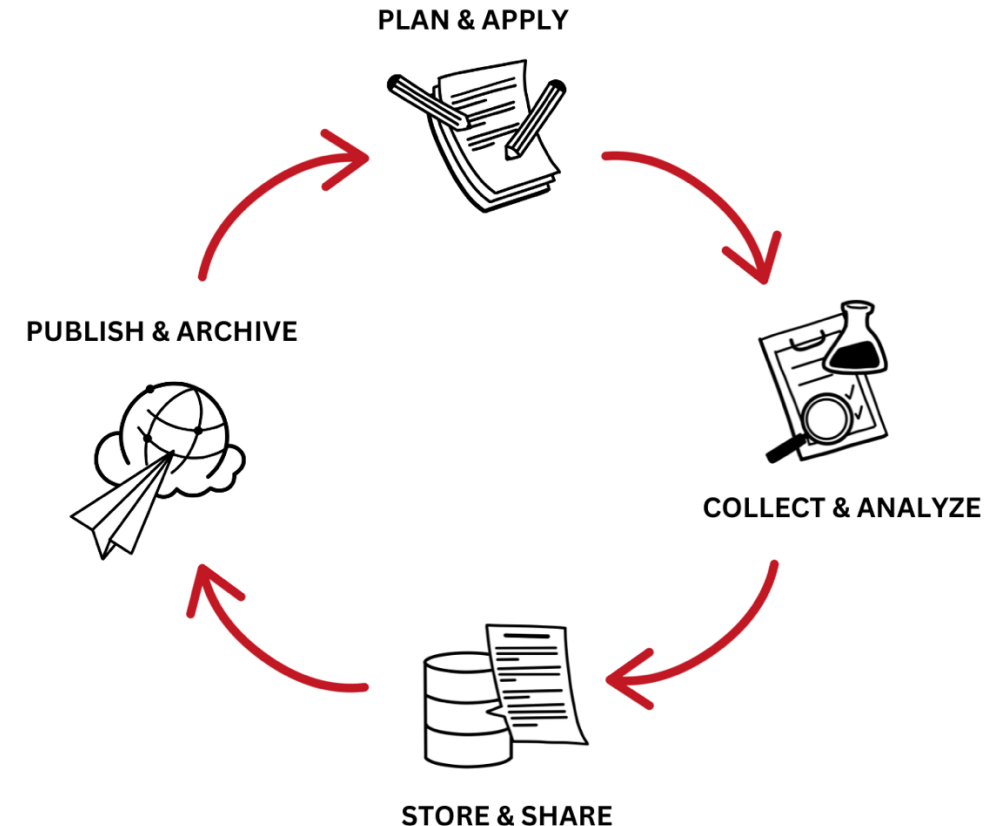 PLAN & APPLY
COLLECT & ANALYZE
STORE & SHARE
PUBLISH & ARCHIVE